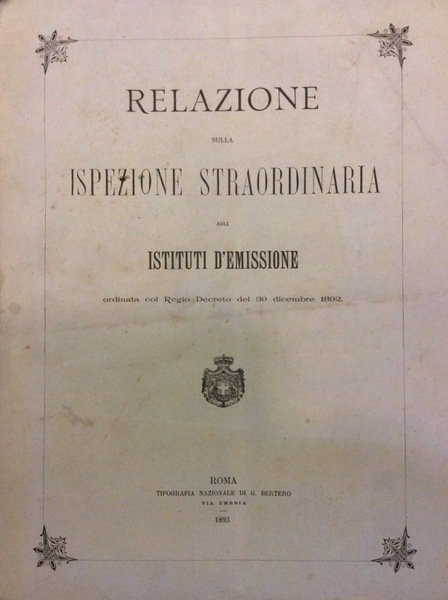 RELAZIONE
SULLA
ISPEZIONE STRAORDINARIA
AGLI
ISTITUTI D'EMISSIONE
ordinata col Regio Decreto del 30 dicembre 1892.
ROMA
TIPOGRAFIA NAZIONALE DI G. BERTERO
VIA UMBRIA
1893